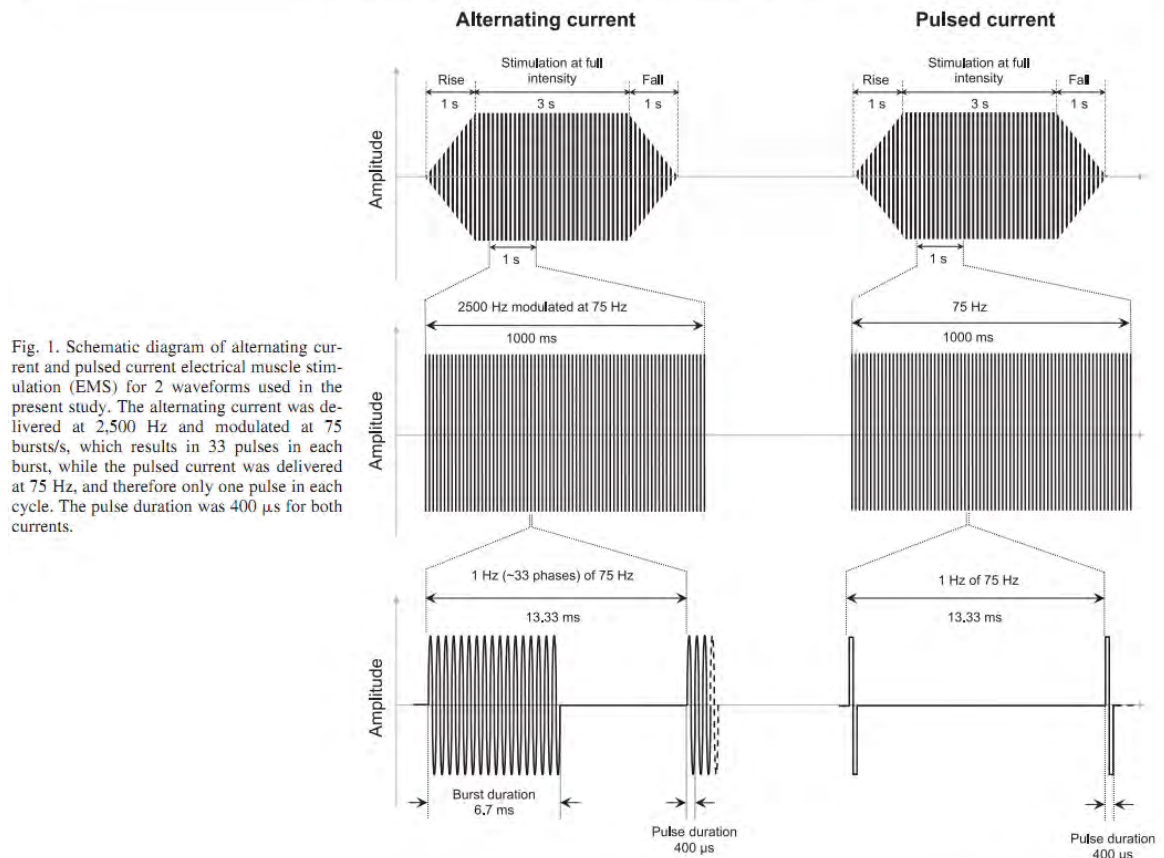 Alternating current
Pulsed current
Stimulation at full
intensity
Rise
Fall
1 s
3 s
1 s
Amplitude
1 s
Stimulation at full
intensity
Rise
Fall
1 s
3 s
1 s
1 s
2500 Hz modulated at 75 Hz
1000 ms
Amplitude
75 Hz
1000 ms
Fig. 1. Schematic diagram of alternating cur-
rent and pulsed current electrical muscle stim-
ulation (EMS) for 2 waveforms used in the
present study. The alternating current was de-
livered at 2,500 Hz and modulated at 75
bursts/s, which results in 33 pulses in each
burst, while the pulsed current was delivered
at 75 Hz, and therefore only one pulse in each
cycle. The pulse duration was 400 μs for both
currents.
1 Hz (~33 phases) of 75 Hz
13.33 ms
Amplitude
Burst duration
6.7 ms
Pulse duration
400 μs
1 Hz of 75 Hz
13.33 ms
Pulse duration
400 μs